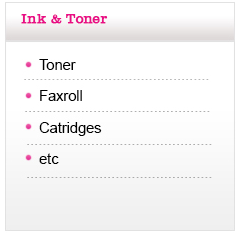 Ink & Toner
Toner
Faxroll
Catridges
etc